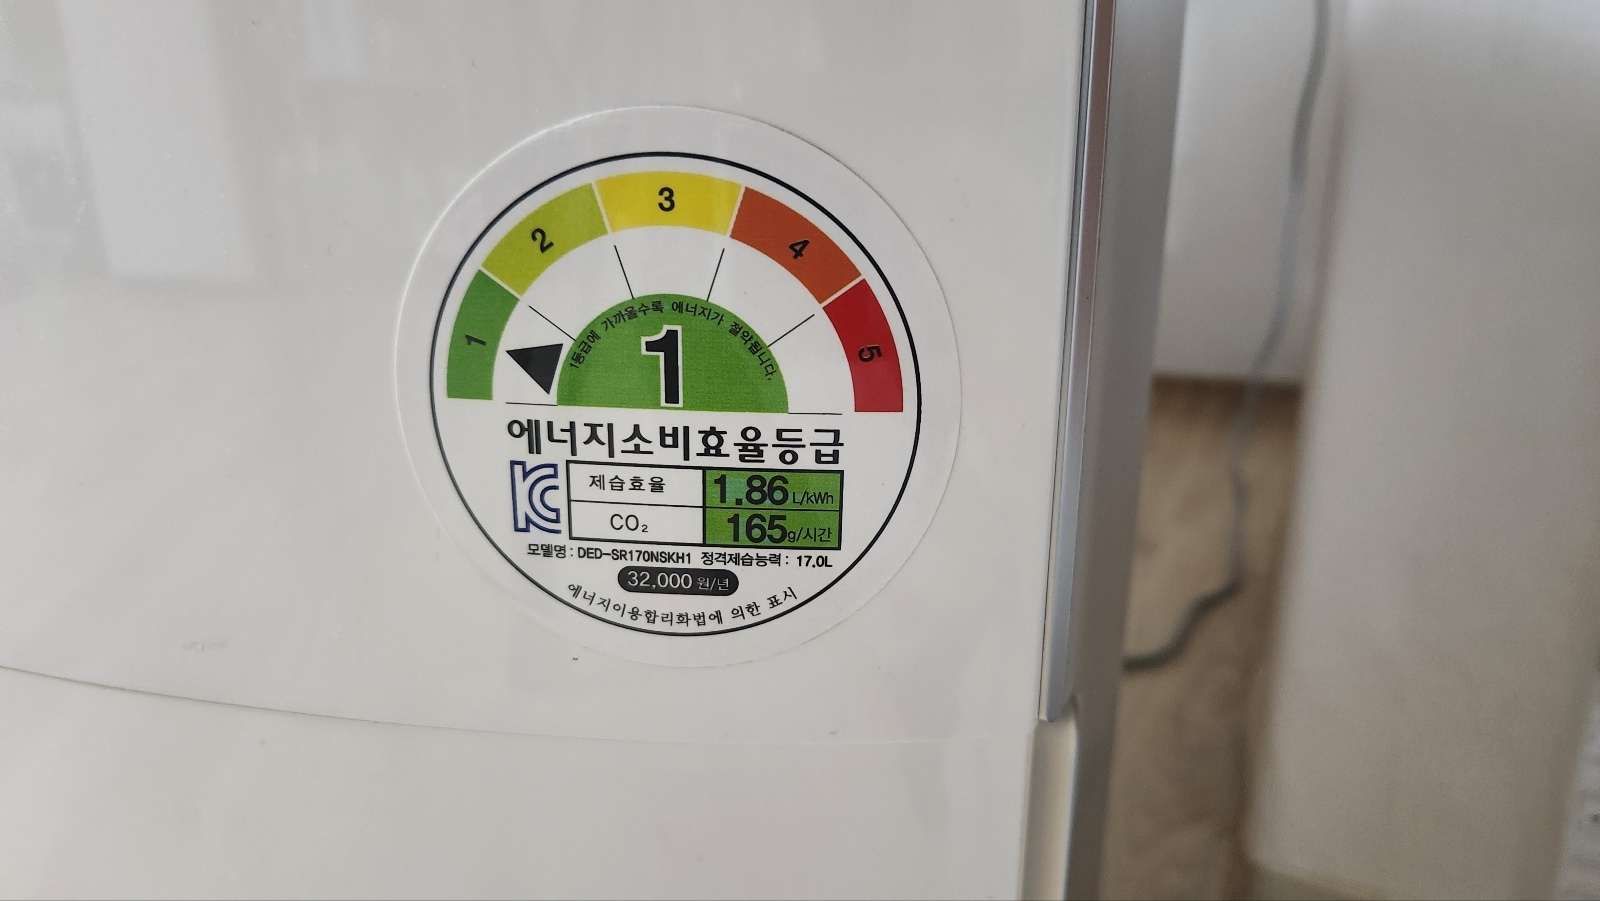 1 2 3 4 5
1등급에 가까울수록 에너지가 절약됩니다.
1
에너지소비효율등급
KC
제습효율 1.86 L/kWh
CO₂ 165g/시간
모델명 : DED-SR170NSKH1 정격제습능력 : 17.0L
32,000 원/년
에너지이용합리화법에 의한 표시